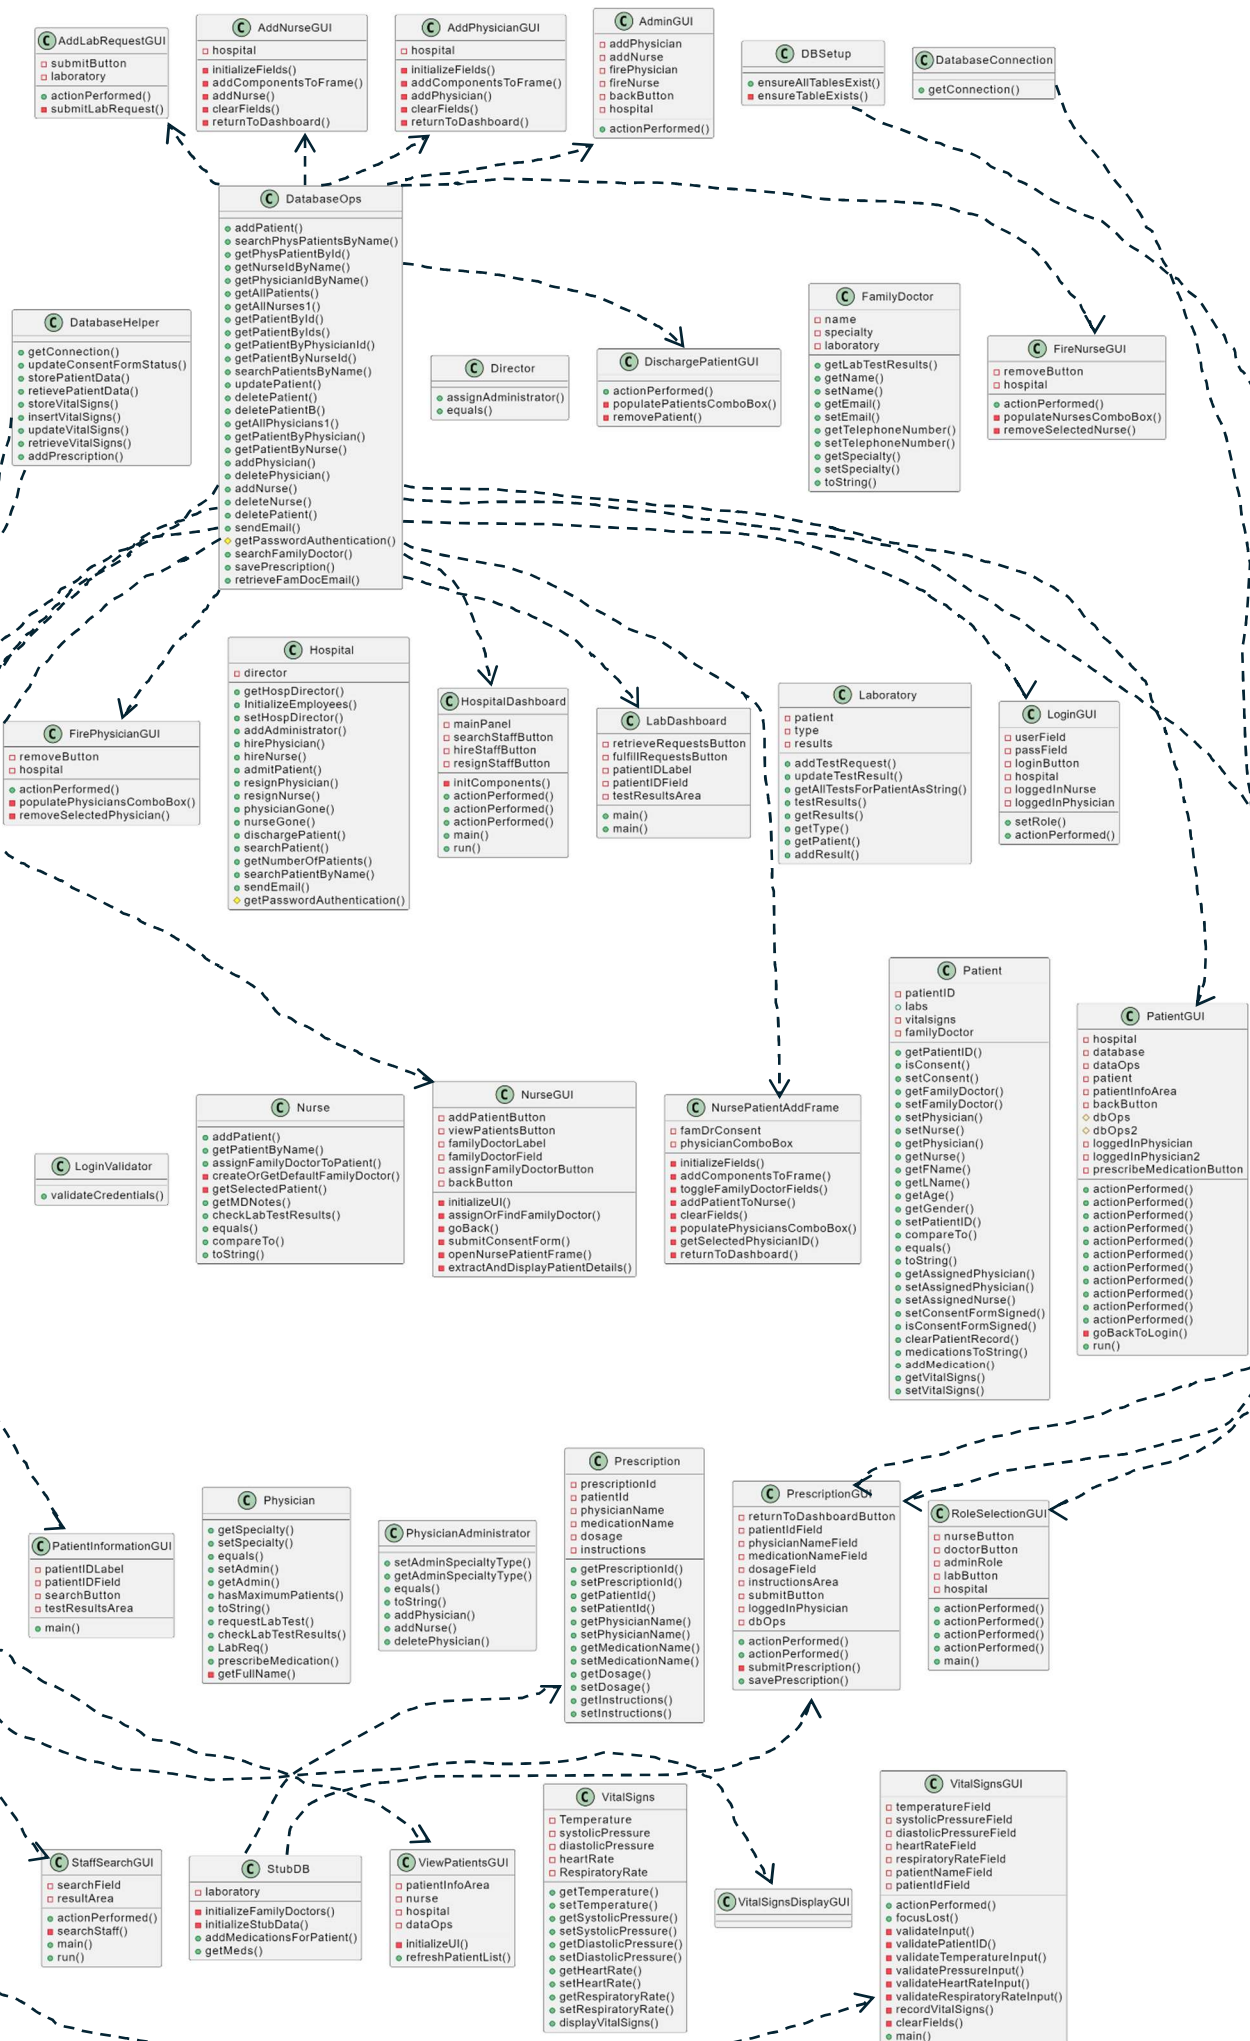 C AddLabRequestGUI
submitButton
laboratory
actionPerformed()
submitLabRequest()
C AddNurseGUI
hospital
initializeFields()
addComponentsToFrame()
addNurse()
clearFields()
returnToDashboard()
C AddPhysicianGUI
hospital
initializeFields()
addComponentsToFrame()
addPhysician()
clearFields()
returnToDashboard()
C AdminGUI
addPhysician
addNurse
firePhysician
fireNurse
backButton
hospital
actionPerformed()
C DBSetup
ensureAllTablesExist()
ensureTableExists()
C DatabaseConnection
getConnection()
C DatabaseOps
addPatient()
searchPhysPatientsByName()
getPhysPatientById()
getNurseIdByName()
getPhysicianIdByName()
getAllPatients()
getAllNurses1()
getPatientById()
getPatientByIds()
getPatientByPhysicianId()
getPatientByNurseId()
searchPatientsByName()
updatePatient()
deletePatient()
deletePatientB()
getAllPhysicians1()
getPatientByPhysician()
getPatientByNurse()
addPhysician()
deletePhysician()
addNurse()
deleteNurse()
deletePatient()
sendEmail()
getPasswordAuthentication()
searchFamilyDoctor()
savePrescription()
retrieveFamDocEmail()
C DatabaseHelper
getConnection()
updateConsentFormStatus()
storePatientData()
retievePatientData()
storeVitalSigns()
insertVitalSigns()
updateVitalSigns()
retrieveVitalSigns()
addPrescription()
C Director
assignAdministrator()
equals()
C DischargePatientGUI
actionPerformed()
populatePatientsComboBox()
removePatient()
C FamilyDoctor
name
specialty
laboratory
getLabTestResults()
getName()
setName()
getEmail()
setEmail()
getTelephoneNumber()
setTelephoneNumber()
getSpecialty()
setSpecialty()
toString()
C FireNurseGUI
removeButton
hospital
actionPerformed()
populateNursesComboBox()
removeSelectedNurse()
C FirePhysicianGUI
removeButton
hospital
actionPerformed()
populatePhysiciansComboBox()
removeSelectedPhysician()
C Hospital
director
getHospDirector()
InitializeEmployees()
setHospDirector()
addAdministrator()
hirePhysician()
hireNurse()
admitPatient()
resignPhysician()
resignNurse()
physicianGone()
nurseGone()
dischargePatient()
searchPatient()
getNumberOfPatients()
searchPatientByName()
sendEmail()
getPasswordAuthentication()
C HospitalDashboard
mainPanel
searchStaffButton
hireStaffButton
resignStaffButton
initComponents()
actionPerformed()
actionPerformed()
actionPerformed()
main()
run()
C LabDashboard
retrieveRequestsButton
fulfillRequestsButton
patientIDLabel
patientIDField
testResultsArea
main()
main()
C Laboratory
patient
type
results
addTestRequest()
updateTestResult()
getAllTestsForPatientAsString()
testResults()
getResults()
getType()
getPatient()
addResult()
C LoginGUI
userField
passField
loginButton
hospital
loggedInNurse
loggedInPhysician
setRole()
actionPerformed()
C LoginValidator
validateCredentials()
C Nurse
addPatient()
getPatientByName()
assignFamilyDoctorToPatient()
createOrGetDefaultFamilyDoctor()
getSelectedPatient()
getMDNotes()
checkLabTestResults()
equals()
compareTo()
toString()
C NurseGUI
addPatientButton
viewPatientsButton
familyDoctorLabel
familyDoctorField
assignFamilyDoctorButton
backButton
initializeUI()
assignOrFindFamilyDoctor()
goBack()
submitConsentForm()
openNursePatientFrame()
extractAndDisplayPatientDetails()
C NursePatientAddFrame
famDrConsent
physicianComboBox
initializeFields()
addComponentsToFrame()
toggleFamilyDoctorFields()
addPatientToNurse()
clearFields()
populatePhysiciansComboBox()
getSelectedPhysicianID()
returnToDashboard()
C Patient
patientID
labs
vitalsigns
familyDoctor
getPatientID()
isConsent()
setConsent()
getFamilyDoctor()
setFamilyDoctor()
setPhysician()
setNurse()
getPhysician()
getNurse()
getFName()
getLName()
getAge()
getGender()
setPatientID()
compareTo()
equals()
toString()
getAssignedPhysician()
setAssignedPhysician()
setAssignedNurse()
setConsentFormSigned()
isConsentFormSigned()
clearPatientRecord()
medicationsToString()
addMedication()
getVitalSigns()
setVitalSigns()
C PatientGUI
hospital
database
dataOps
patient
patientInfoArea
backButton
dbOps
dbOps2
loggedInPhysician
loggedInPhysician2
prescribeMedicationButton
actionPerformed()
actionPerformed()
actionPerformed()
actionPerformed()
actionPerformed()
actionPerformed()
actionPerformed()
actionPerformed()
actionPerformed()
actionPerformed()
actionPerformed()
goBackToLogin()
run()
C PatientInformationGUI
patientIDLabel
patientIDField
searchButton
testResultsArea
main()
C Physician
getSpecialty()
setSpecialty()
equals()
setAdmin()
getAdmin()
hasMaximumPatients()
toString()
requestLabTest()
checkLabTestResults()
LabReq()
prescribeMedication()
getFullName()
C PhysicianAdministrator
setAdminSpecialtyType()
getAdminSpecialtyType()
equals()
toString()
addPhysician()
addNurse()
deletePhysician()
C Prescription
prescriptionId
patientId
physicianName
medicationName
dosage
instructions
getPrescriptionId()
setPrescriptionId()
getPatientId()
setPatientId()
getPhysicianName()
setPhysicianName()
getMedicationName()
setMedicationName()
getDosage()
setDosage()
getInstructions()
setInstructions()
C PrescriptionGUI
returnToDashboardButton
patientIdField
physicianNameField
medicationNameField
dosageField
instructionsArea
submitButton
loggedInPhysician
dbOps
actionPerformed()
actionPerformed()
submitPrescription()
savePrescription()
C RoleSelectionGUI
nurseButton
doctorButton
adminRole
labButton
hospital
actionPerformed()
actionPerformed()
actionPerformed()
actionPerformed()
main()
C StaffSearchGUI
searchField
resultArea
actionPerformed()
searchStaff()
main()
run()
C StubDB
laboratory
initializeFamilyDoctors()
initializeStubData()
addMedicationsForPatient()
getMeds()
C ViewPatientsGUI
patientInfoArea
nurse
hospital
dataOps
initializeUI()
refreshPatientList()
C VitalSigns
Temperature
systolicPressure
diastolicPressure
heartRate
RespiratoryRate
getTemperature()
setTemperature()
getSystolicPressure()
setSystolicPressure()
getDiastolicPressure()
setDiastolicPressure()
getHeartRate()
setHeartRate()
getRespiratoryRate()
setRespiratoryRate()
displayVitalSigns()
C VitalSignsDisplayGUI
C VitalSignsGUI
temperatureField
systolicPressureField
diastolicPressureField
heartRateField
respiratoryRateField
patientNameField
patientIdField
actionPerformed()
focusLost()
validateInput()
validatePatientID()
validateTemperatureInput()
validatePressureInput()
validateHeartRateInput()
validateRespiratoryRateInput()
recordVitalSigns()
clearFields()
main()